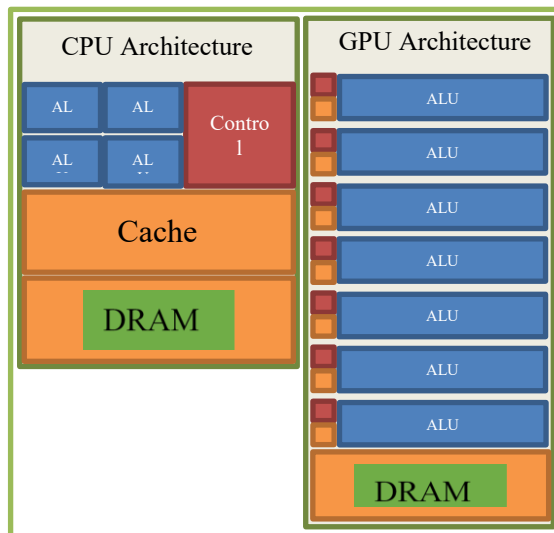 CPU Architecture
AL
AL
Contro
l
AL
AL
Cache
DRAM
GPU Architecture
ALU
ALU
ALU
ALU
ALU
ALU
ALU
DRAM